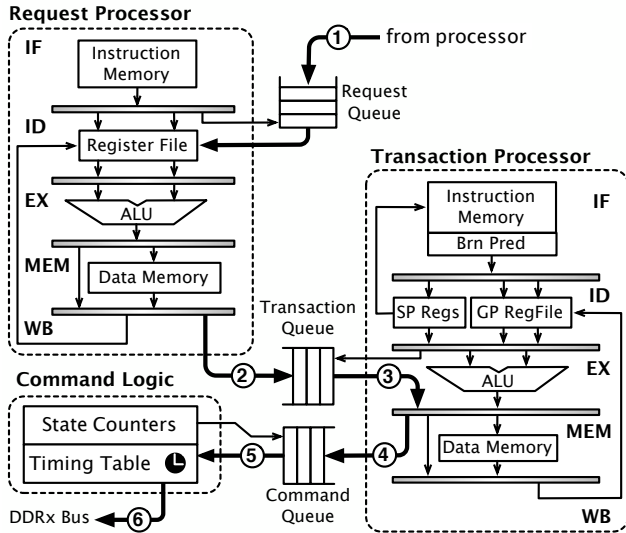 Request Processor
IF
Instruction
Memory
1
from processor
Request
Queue
ID
Register File
EX
ALU
MEM
Data Memory
WB
Transaction Processor
Instruction
Memory
IF
Brn Pred
ID
SP Regs
GP RegFile
EX
ALU
MEM
Data Memory
WB
Transaction
Queue
2
3
Command Logic
State Counters
Timing Table
4
5
Command
Queue
DDRx Bus
6